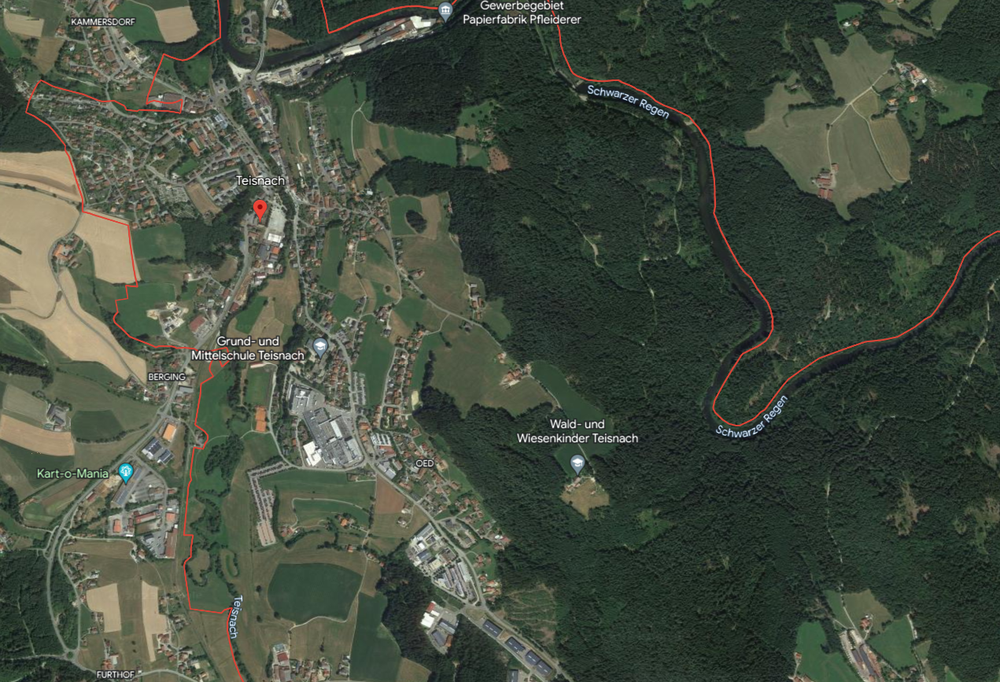 Gewerbegebiet
Papierfabrik Pfleiderer
KAMMERSDORF
Schwarzer Regen
Teisnach
Grund- und
Mittelschule Teisnach
BERGING
Schwarzer Regen
Wald- und
Wiesenkinder Teisnach
OED
Kart-o-Mania
Teisnach
FURTHOF